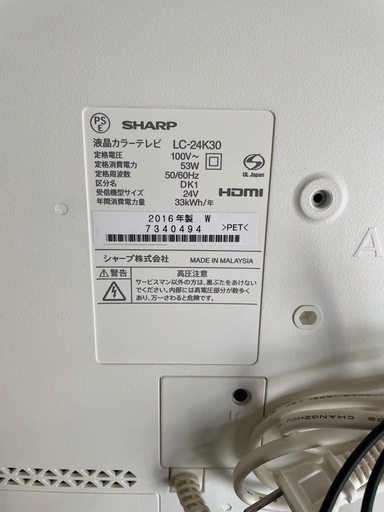 PS
E
SHARP
液晶カラーテレビ LC-24K30
定格電圧 100V~
定格消費電力 53W
定格周波数 50/60Hz
区分名 DK1
受信機型サイズ 24V
年間消費電力量 33kWh/年
S
UL Japan
HDMI
2016年製 W
7340494
>PET<
シャープ株式会社 MADE IN MALAYSIA
警告 高圧注意
サービスマン以外の方は、裏ぶたをあけない
でください。内部には高電圧部分が数多く
あり、万一さわると危険です。
A
K
CHANGZHOU